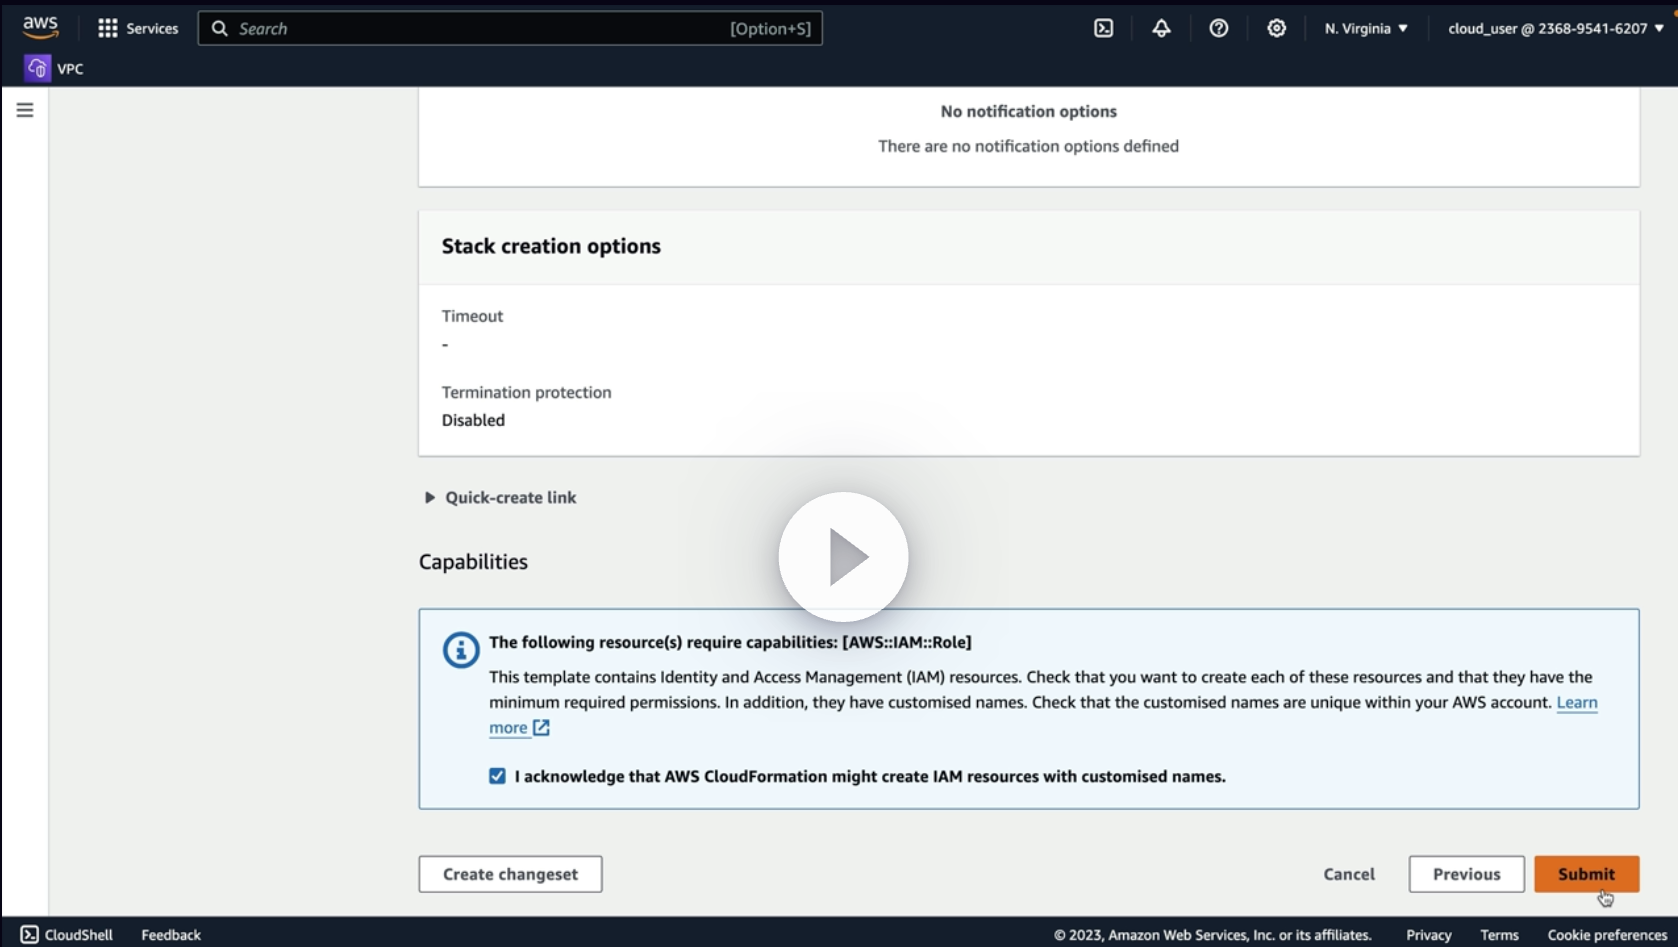 aws
Services
Search
[Option+S]
N. Virginia
cloud_user @ 2368-9541-6207
VPC
No notification options
There are no notification options defined
Stack creation options
Timeout
-
Termination protection
Disabled
Quick-create link
Capabilities
The following resource(s) require capabilities: [AWS::IAM::Role]
This template contains Identity and Access Management (IAM) resources. Check that you want to create each of these resources and that they have the
minimum required permissions. In addition, they have customised names. Check that the customised names are unique within your AWS account. Learn
more
I acknowledge that AWS CloudFormation might create IAM resources with customised names.
Create changeset
Cancel
Previous
Submit
CloudShell
Feedback
© 2023, Amazon Web Services, Inc. or its affiliates.
Privacy
Terms
Cookie preferences